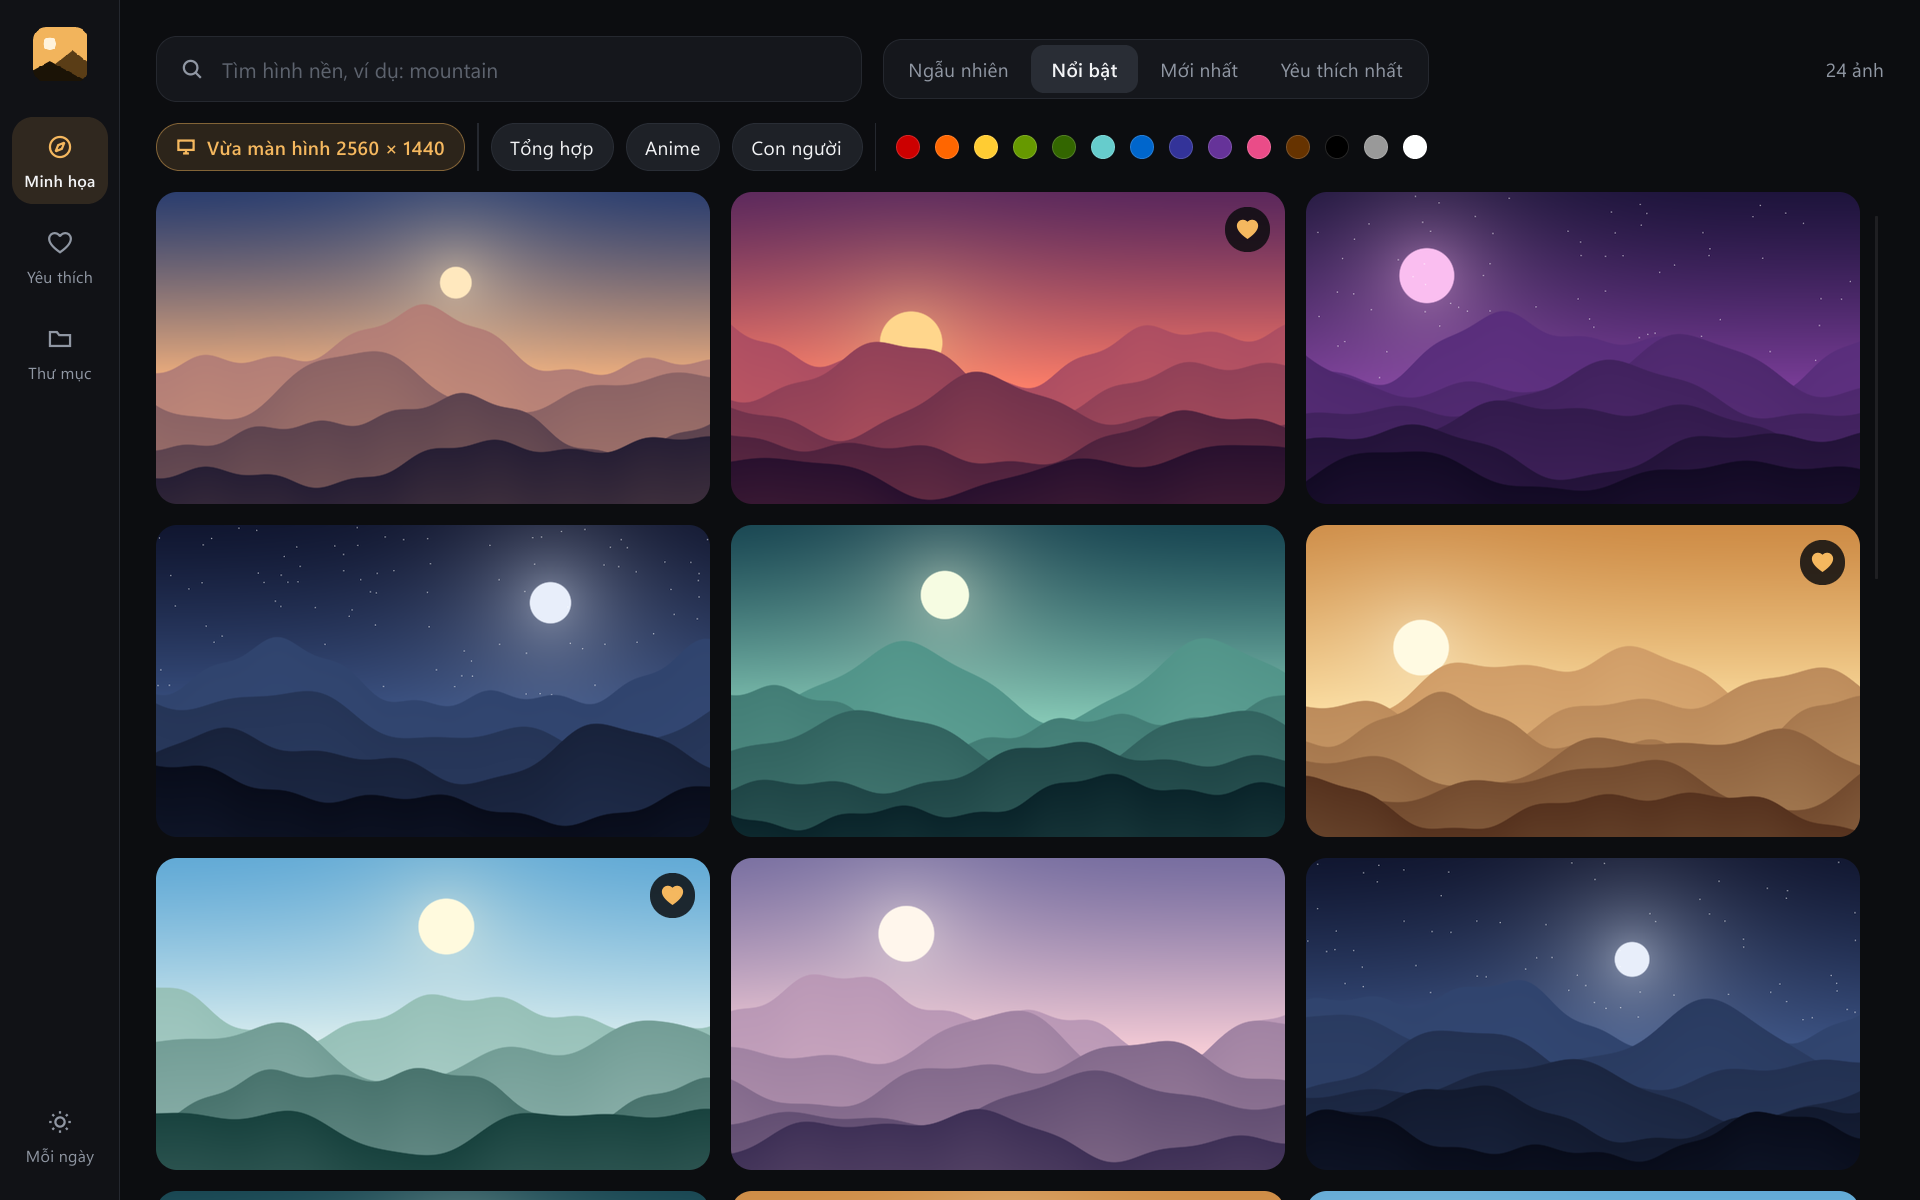 Tìm hình nền, ví dụ: mountain
Ngẫu nhiên
Nổi bật
Mới nhất
Yêu thích nhất
24 ảnh
Vừa màn hình 2560 × 1440
Tổng hợp
Anime
Con người
Minh họa
Yêu thích
Thư mục
Mỗi ngày